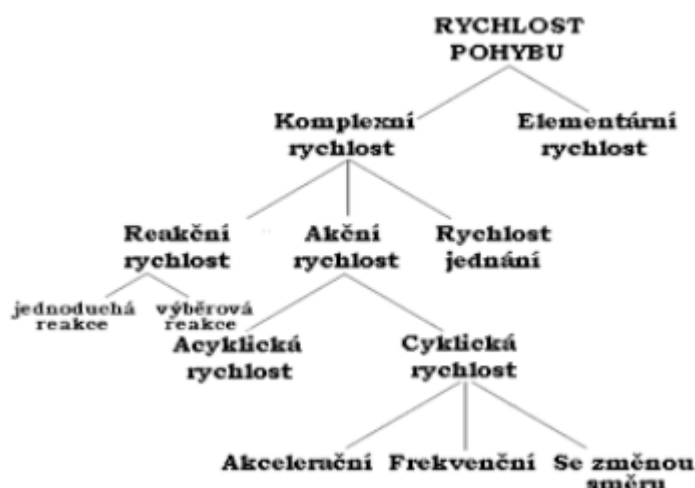 RYCHLOST
POHYBU
Komplexní
rychlost
Elementární
rychlost
Reakční
rychlost
Akční
rychlost
Rychlost
jednání
jednoduchá
reakce
výběrová
reakce
Acyklická
rychlost
Cyklická
rychlost
Akcelerační
Frekvenční
Se změnou
směru